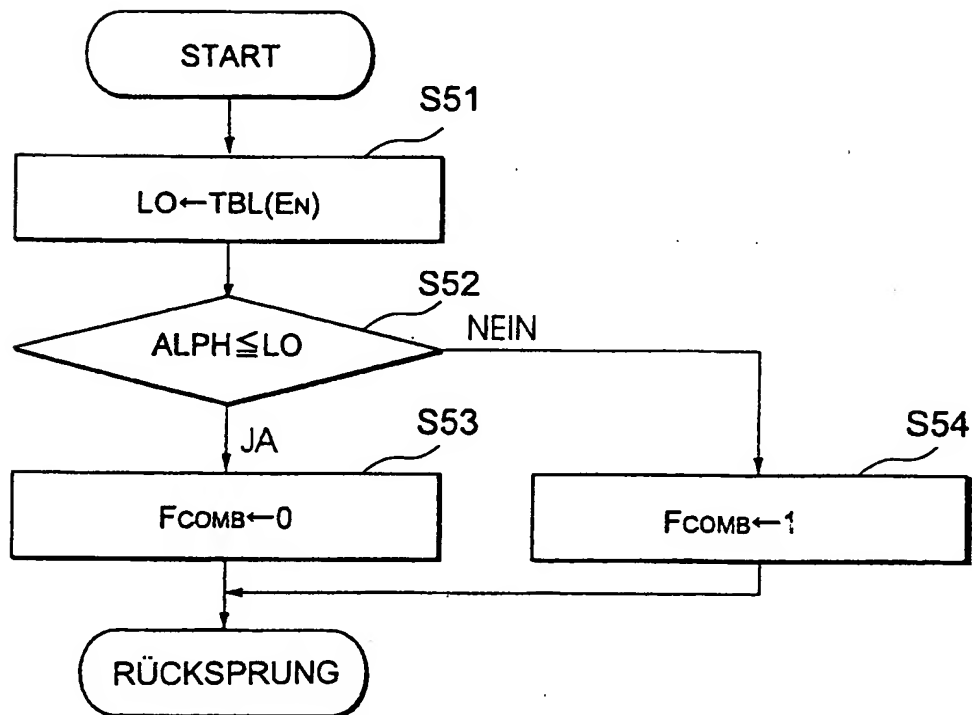 START
S51
LO←TBL(EN)
S52
ALPH≦LO
NEIN
JA
S53
FCOMB←0
S54
FCOMB←1
RÜCKSPRUNG